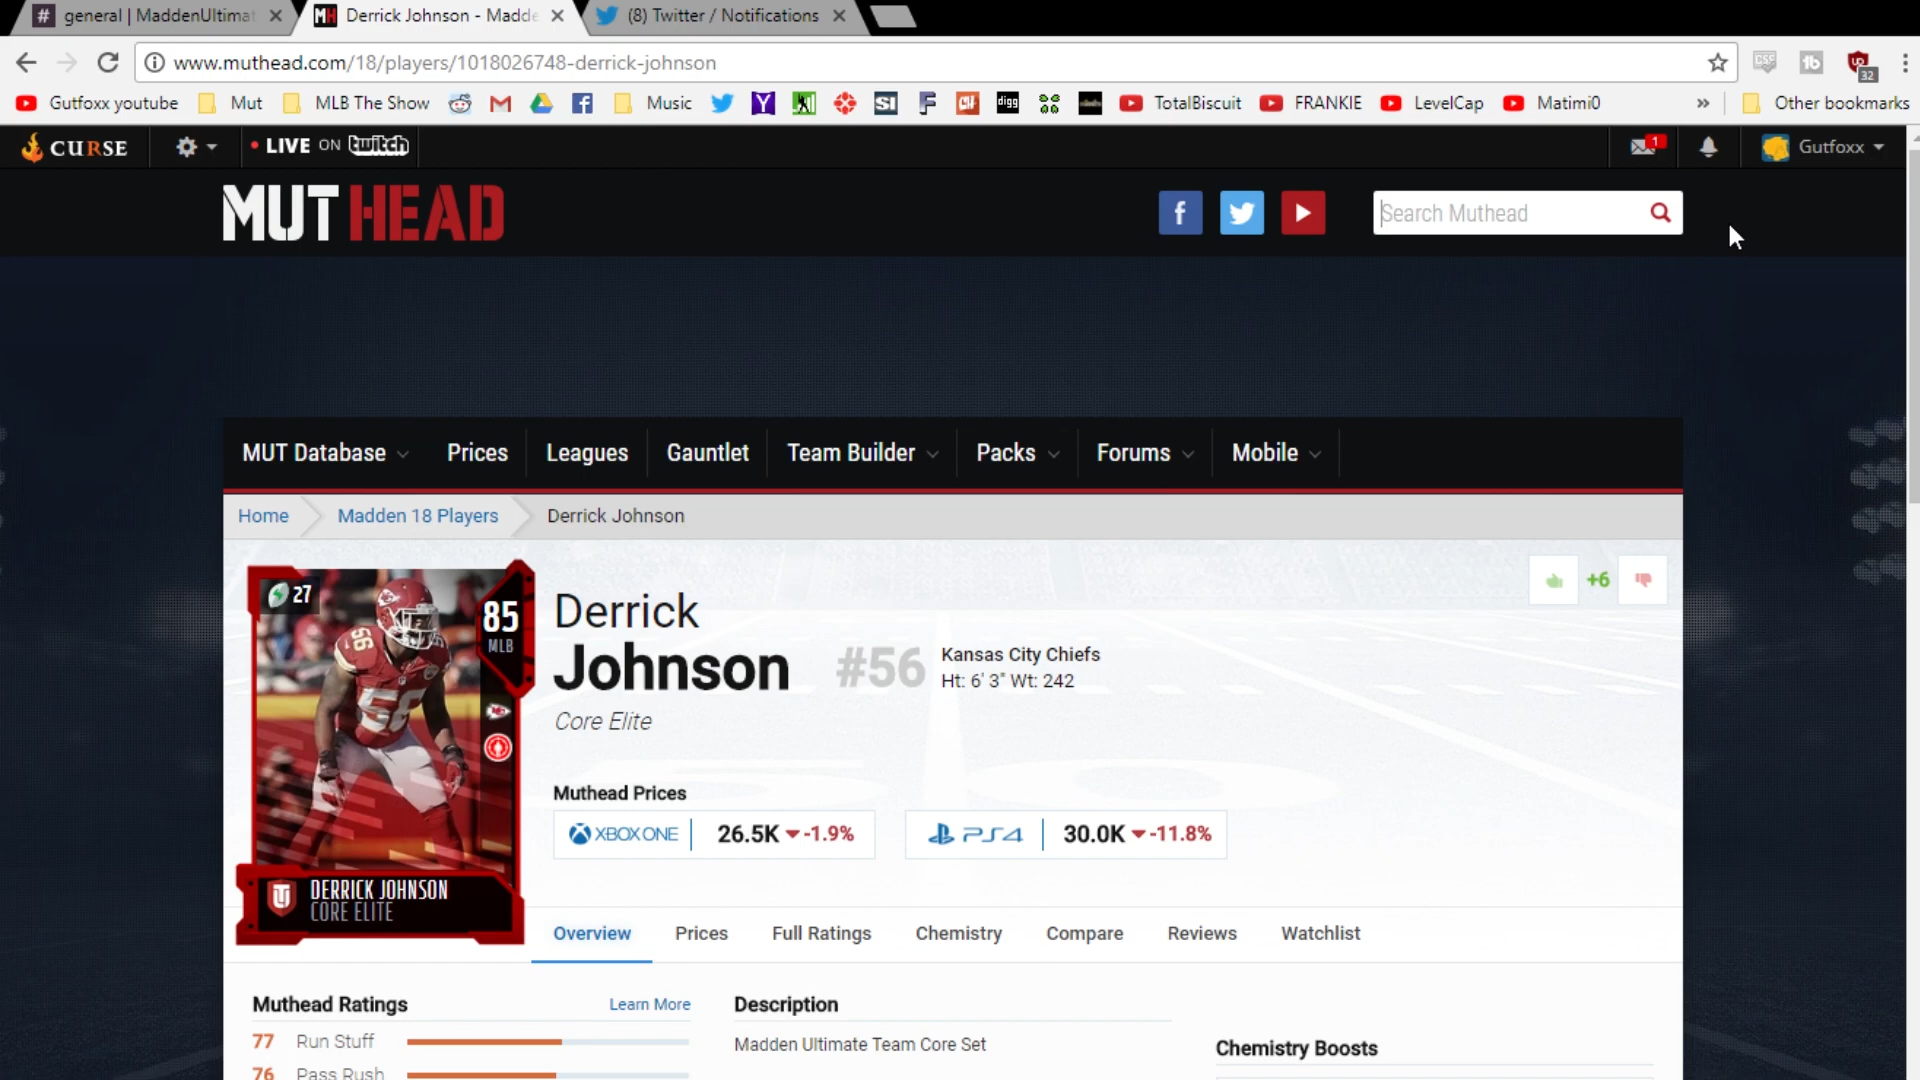 general | MaddenUltimat
Derrick Johnson - Madde
(8) Twitter / Notifications
www.muthead.com/18/players/1018026748-derrick-johnson
32
Gutfoxx youtube Mut MLB The Show Music SI digg TotalBiscuit FRANKIE LevelCap Matimi0 » Other bookmarks
CURSE LIVE ON twitch 1 Gutfoxx
MUTHEAD Search Muthead
MUT Database Prices Leagues Gauntlet Team Builder Packs Forums Mobile
Home Madden 18 Players Derrick Johnson
27
85
MLB
DERRICK JOHNSON
CORE ELITE
Derrick
Johnson #56
Kansas City Chiefs
Ht: 6' 3" Wt: 242
Core Elite
+6
Muthead Prices
XBOX ONE 26.5K -1.9%
PS4 30.0K -11.8%
Overview Prices Full Ratings Chemistry Compare Reviews Watchlist
Muthead Ratings Learn More
77 Run Stuff
76 Pass Rush
Description
Madden Ultimate Team Core Set
Chemistry Boosts